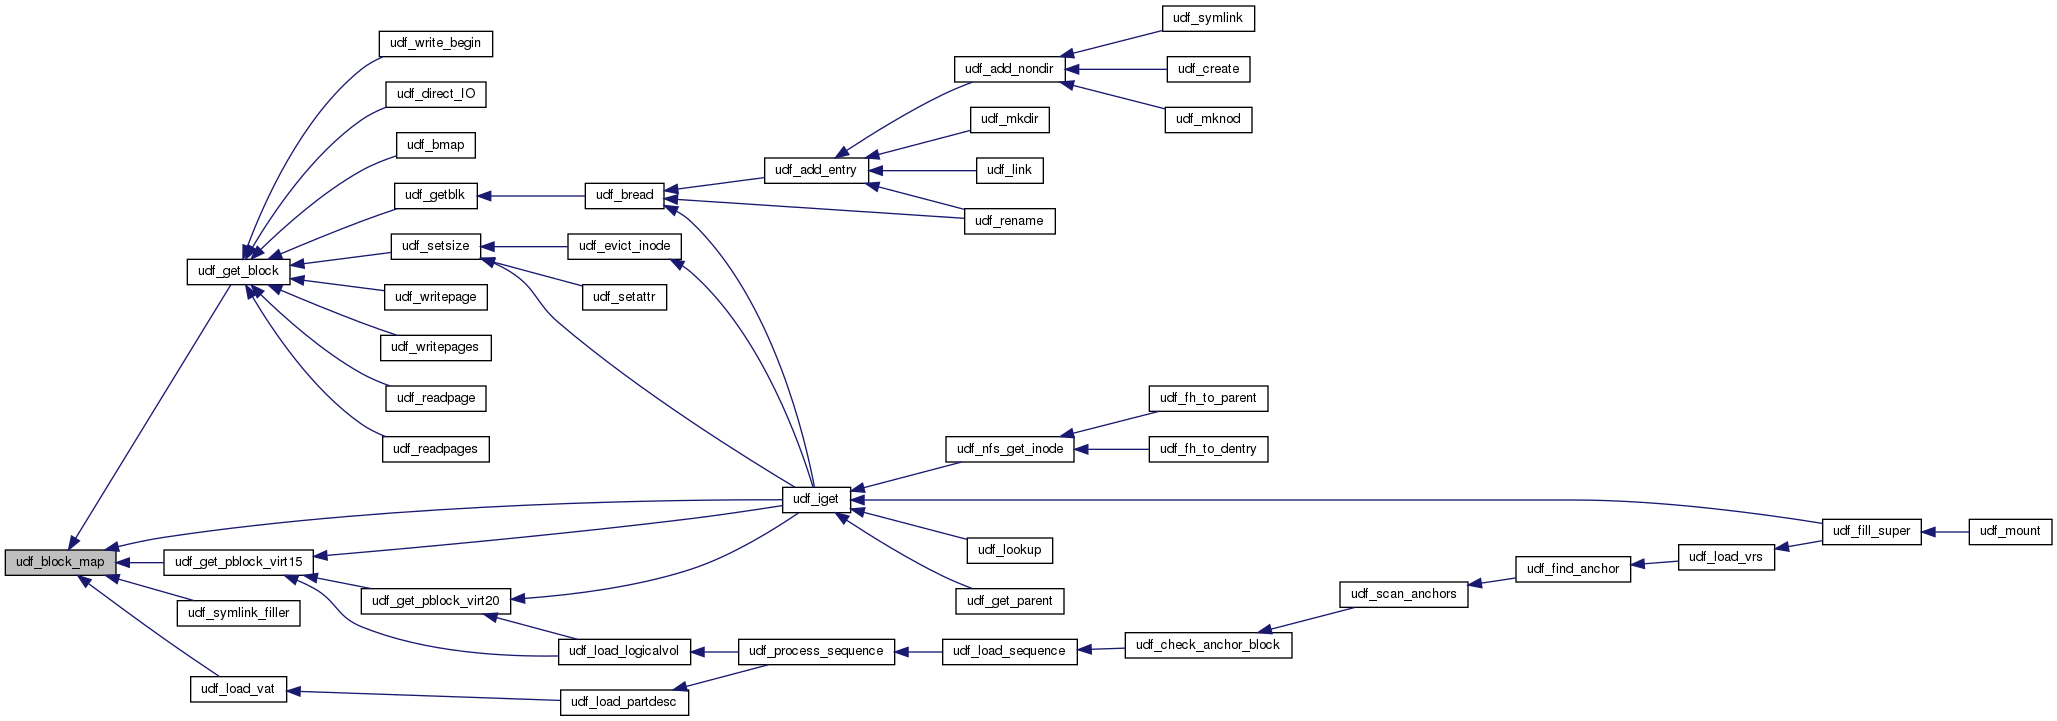 udf_symlink
udf_write_begin
udf_add_nondir
udf_create
udf_direct_IO
udf_mkdir
udf_mknod
udf_bmap
udf_add_entry
udf_link
udf_getblk
udf_bread
udf_rename
udf_setsize
udf_evict_inode
udf_get_block
udf_writepage
udf_setattr
udf_writepages
udf_readpage
udf_fh_to_parent
udf_readpages
udf_nfs_get_inode
udf_fh_to_dentry
udf_iget
udf_fill_super
udf_mount
udf_lookup
udf_load_vrs
udf_block_map
udf_get_pblock_virt15
udf_find_anchor
udf_scan_anchors
udf_get_pblock_virt20
udf_get_parent
udf_symlink_filler
udf_check_anchor_block
udf_load_logicalvol
udf_process_sequence
udf_load_sequence
udf_load_vat
udf_load_partdesc